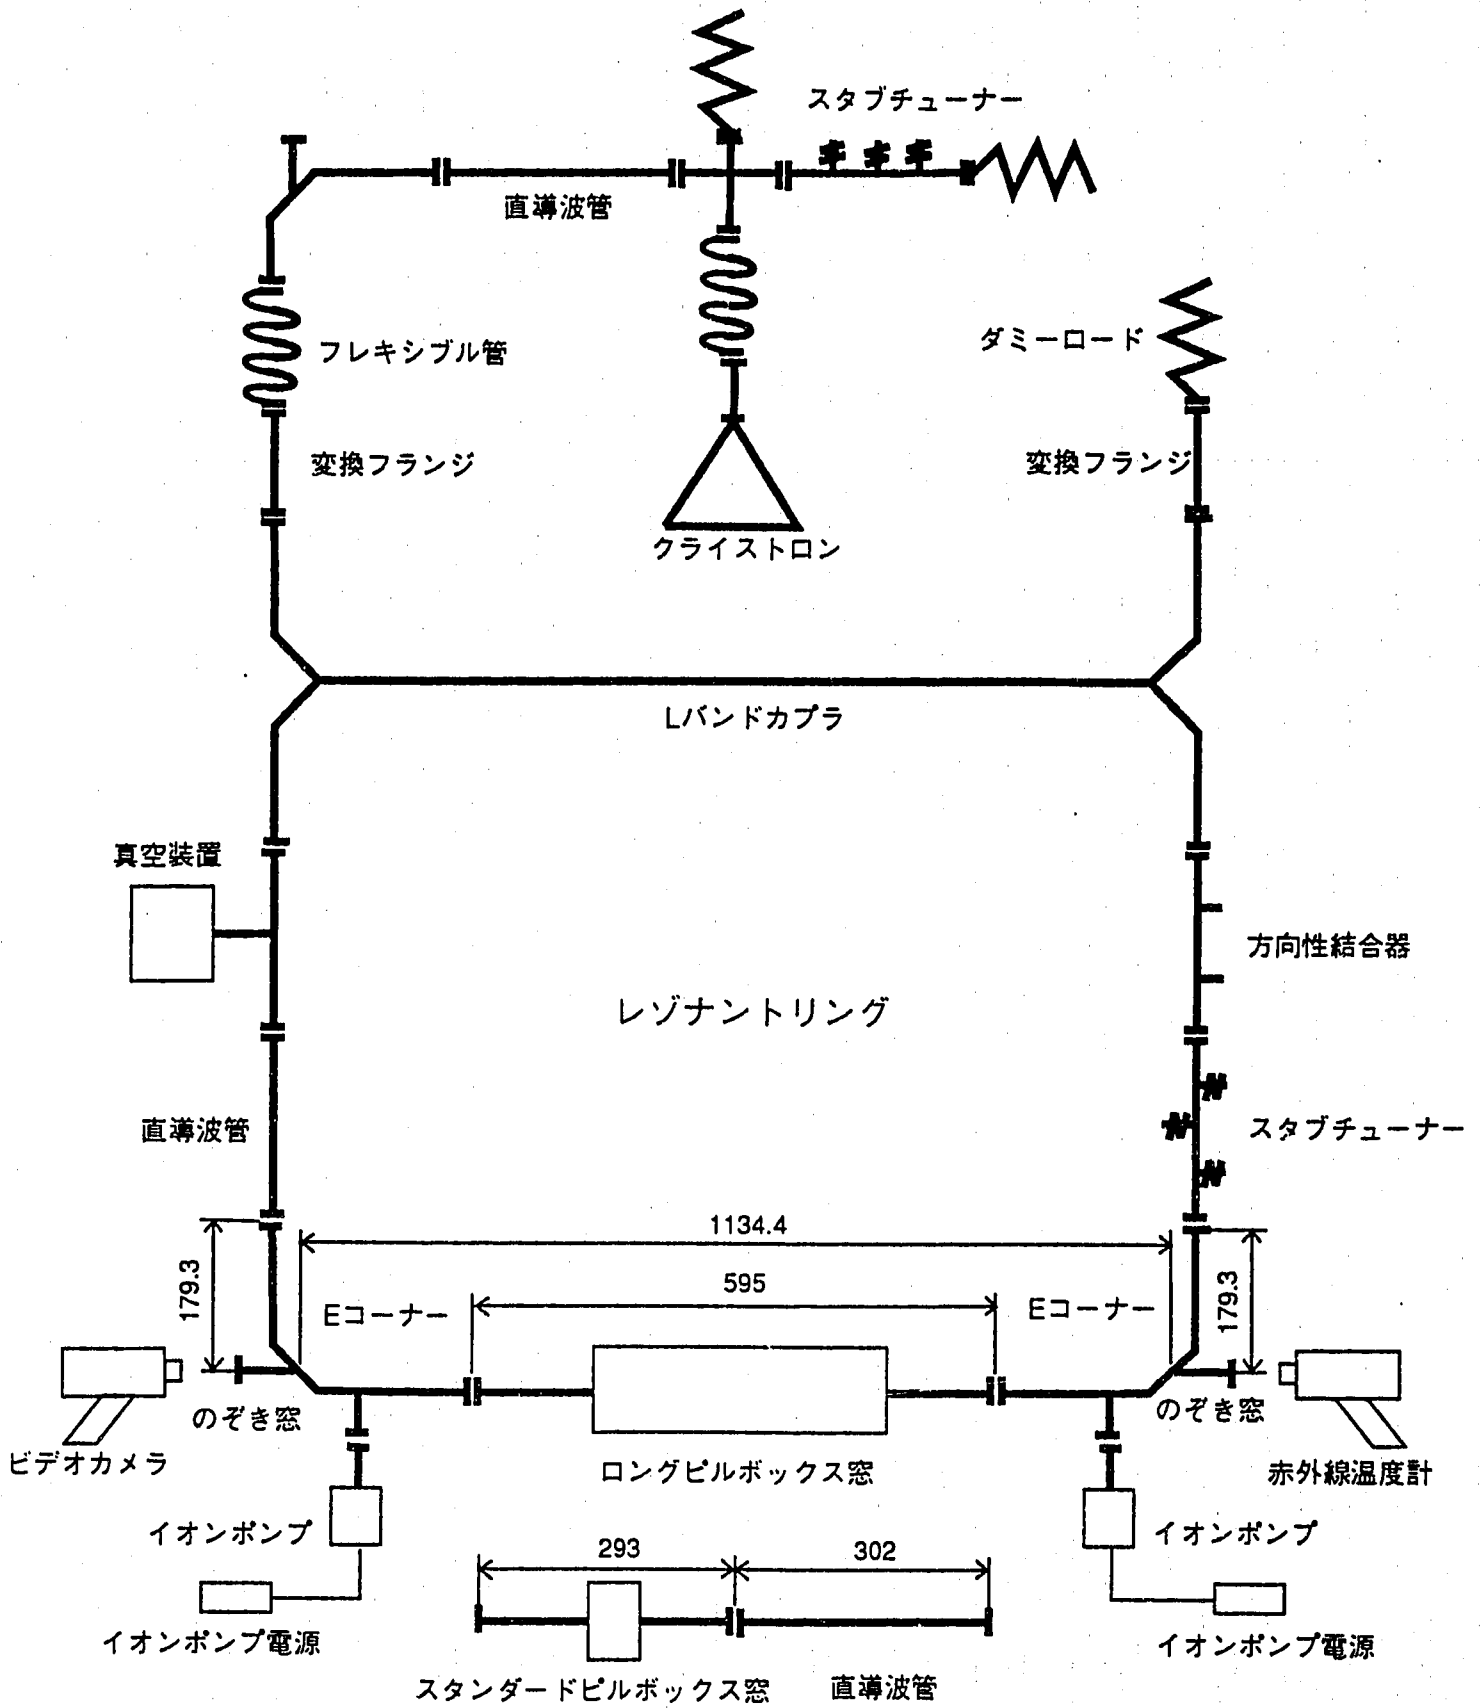 スタブチューナー
直導波管
フレキシブル管
ダミーロード
変換フランジ
変換フランジ
クライストロン
Lバンドカプラ
真空装置
方向性結合器
レゾナントリング
直導波管
スタブチューナー
1134.4
179.3
595
179.3
Eコーナー
Eコーナー
のぞき窓
のぞき窓
ビデオカメラ
ロングピルボックス窓
赤外線温度計
イオンポンプ
イオンポンプ
293
302
イオンポンプ電源
イオンポンプ電源
スタンダードピルボックス窓
直導波管